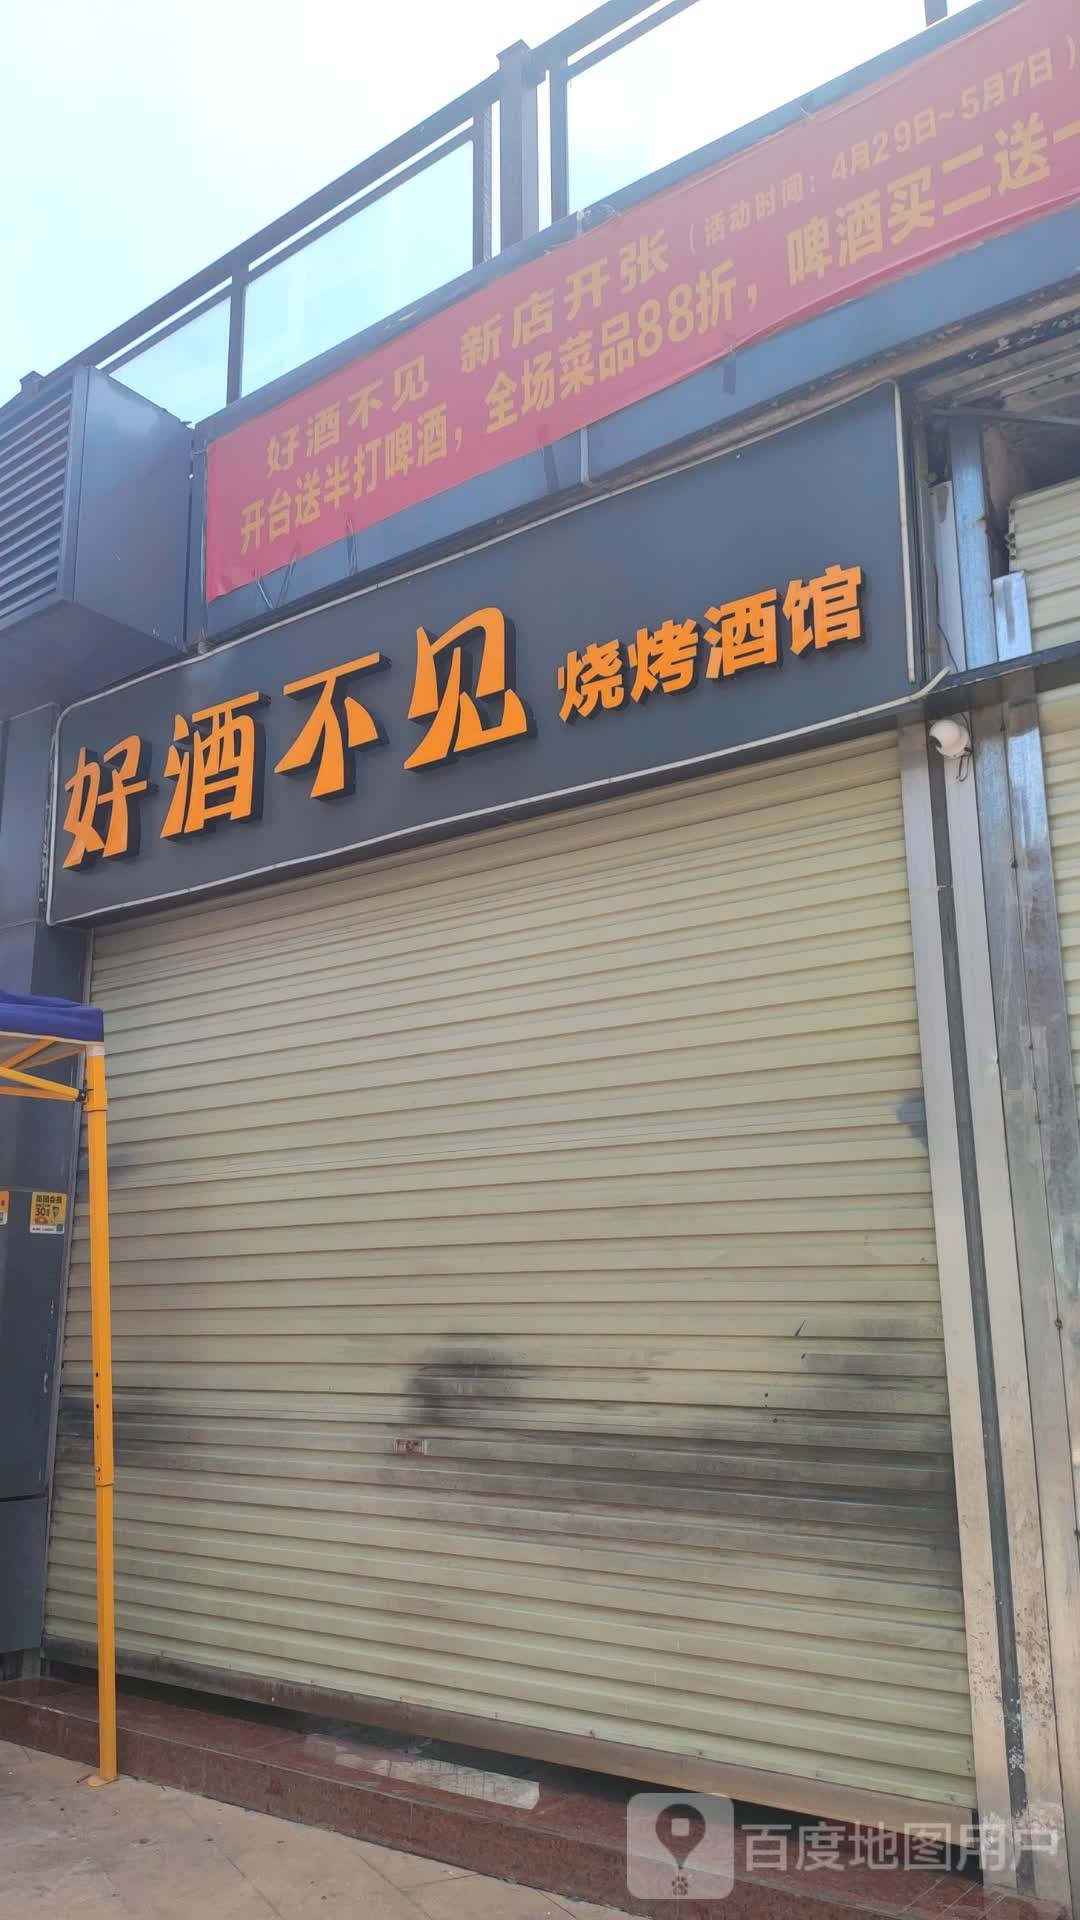 好酒不见 新店开张（活动时间：4月29日~5月7日）
开台送半打啤酒，全场菜品88折，啤酒买二送一
好酒不见 烧烤酒馆
30
百度地图用户